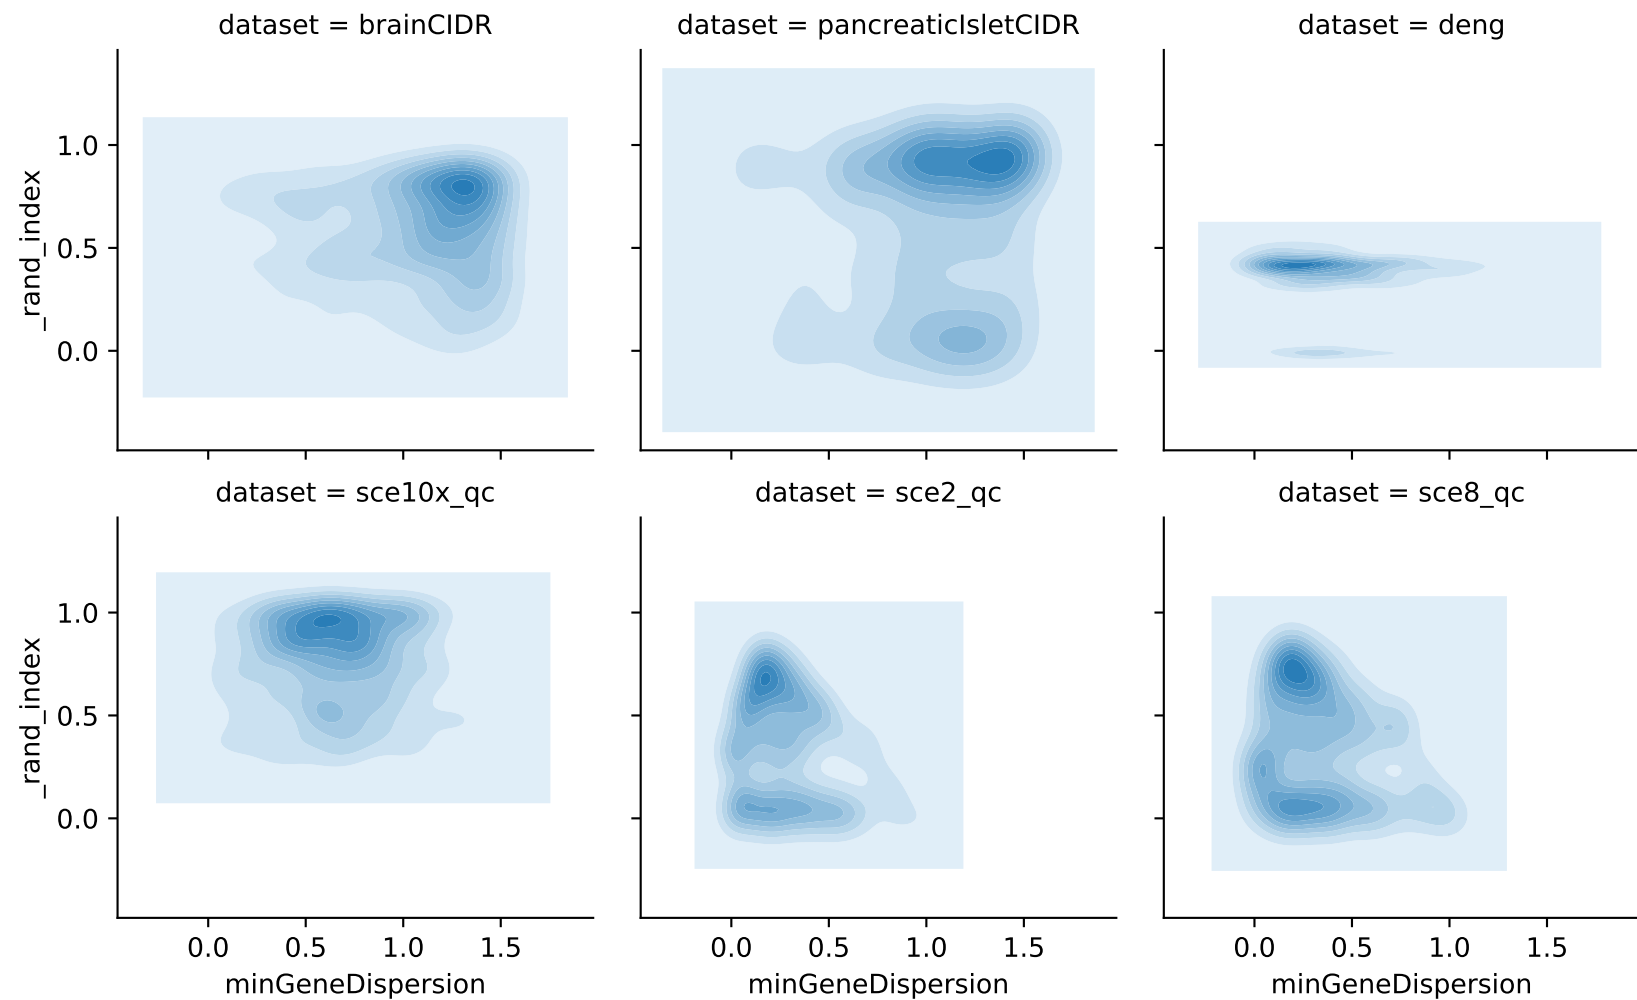 dataset = brainCIDR
dataset = pancreaticIsletCIDR
dataset = deng
_rand_index
1.0
0.5
0.0
dataset = sce10x_qc
dataset = sce2_qc
dataset = sce8_qc
_rand_index
1.0
0.5
0.0
0.0 0.5 1.0 1.5
0.0 0.5 1.0 1.5
0.0 0.5 1.0 1.5
minGeneDispersion
minGeneDispersion
minGeneDispersion